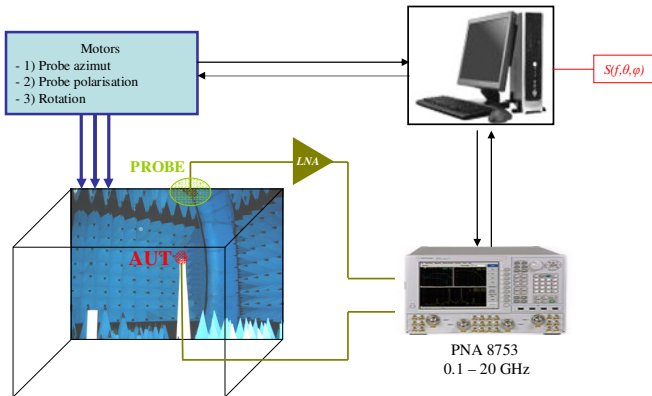 Motors
- 1) Probe azimut
- 2) Probe polarisation
- 3) Rotation
S(f,θ,φ)
PROBE
LNA
AUT
PNA 8753
0.1 – 20 GHz